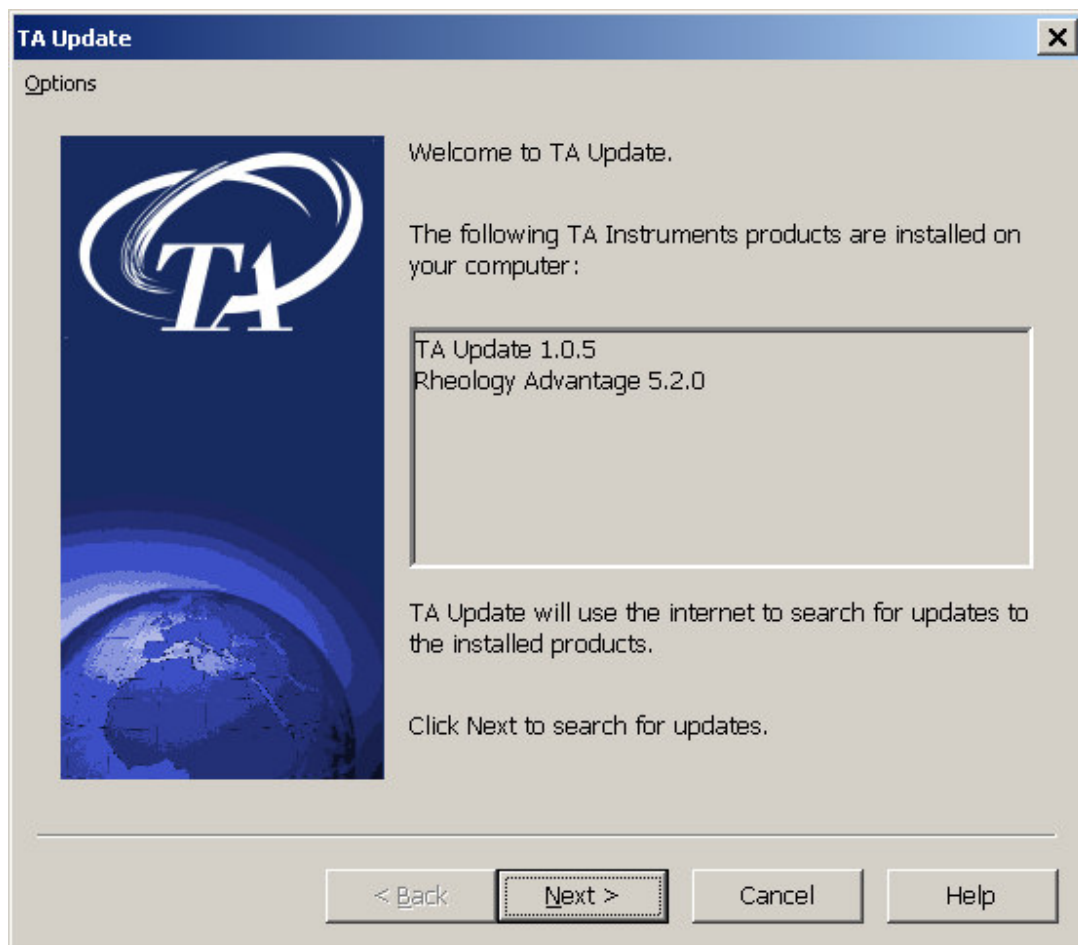 TA Update
Options
TA
Welcome to TA Update.
The following TA Instruments products are installed on
your computer:
TA Update 1.0.5
Rheology Advantage 5.2.0
TA Update will use the internet to search for updates to
the installed products.
Click Next to search for updates.
< Back
Next >
Cancel
Help